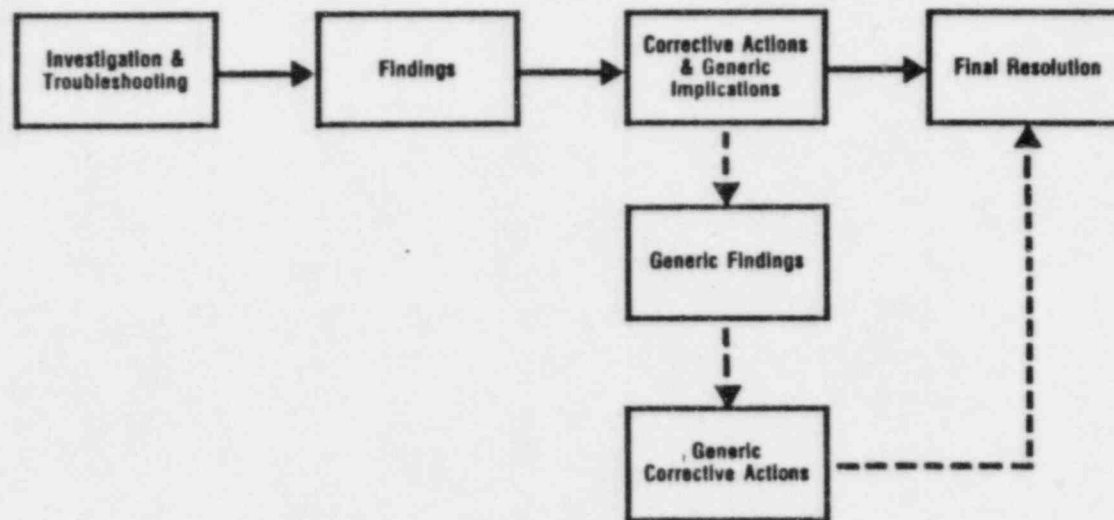 Investigation &
Troubleshooting
Findings
Corrective Actions
& Generic
Implications
Final Resolution
Generic Findings
Generic
Corrective Actions